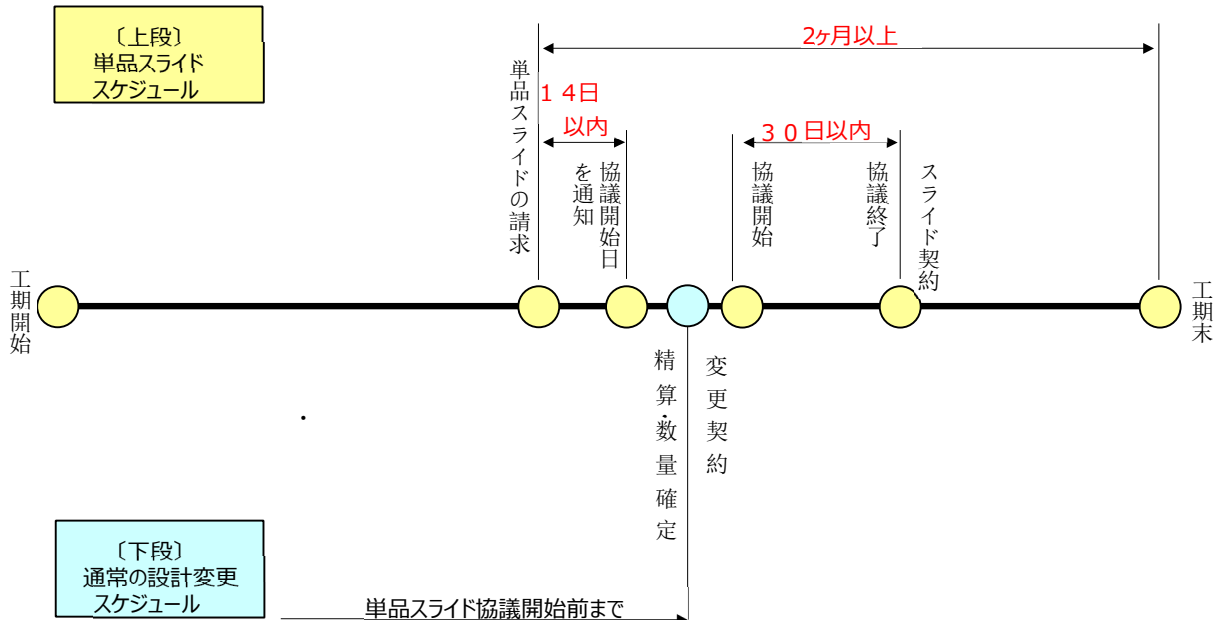 〔上段〕
単品スライド
スケジュール
2ヶ月以上
単品スライドの請求
１４日
以内
協議開始日
を通知
３０日以内
協議開始
協議終了
スライド契約
工期開始
工期末
精算・数量確定
変更契約
〔下段〕
通常の設計変更
スケジュール
単品スライド協議開始前まで